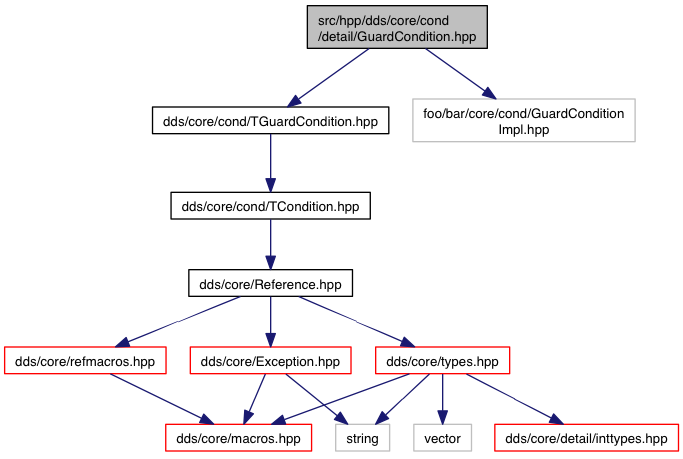 src/hpp/dds/core/cond
/detail/GuardCondition.hpp
dds/core/cond/TGuardCondition.hpp
foo/bar/core/cond/GuardCondition
Impl.hpp
dds/core/cond/TCondition.hpp
dds/core/Reference.hpp
dds/core/refmacros.hpp
dds/core/Exception.hpp
dds/core/types.hpp
dds/core/macros.hpp
string
vector
dds/core/detail/inttypes.hpp